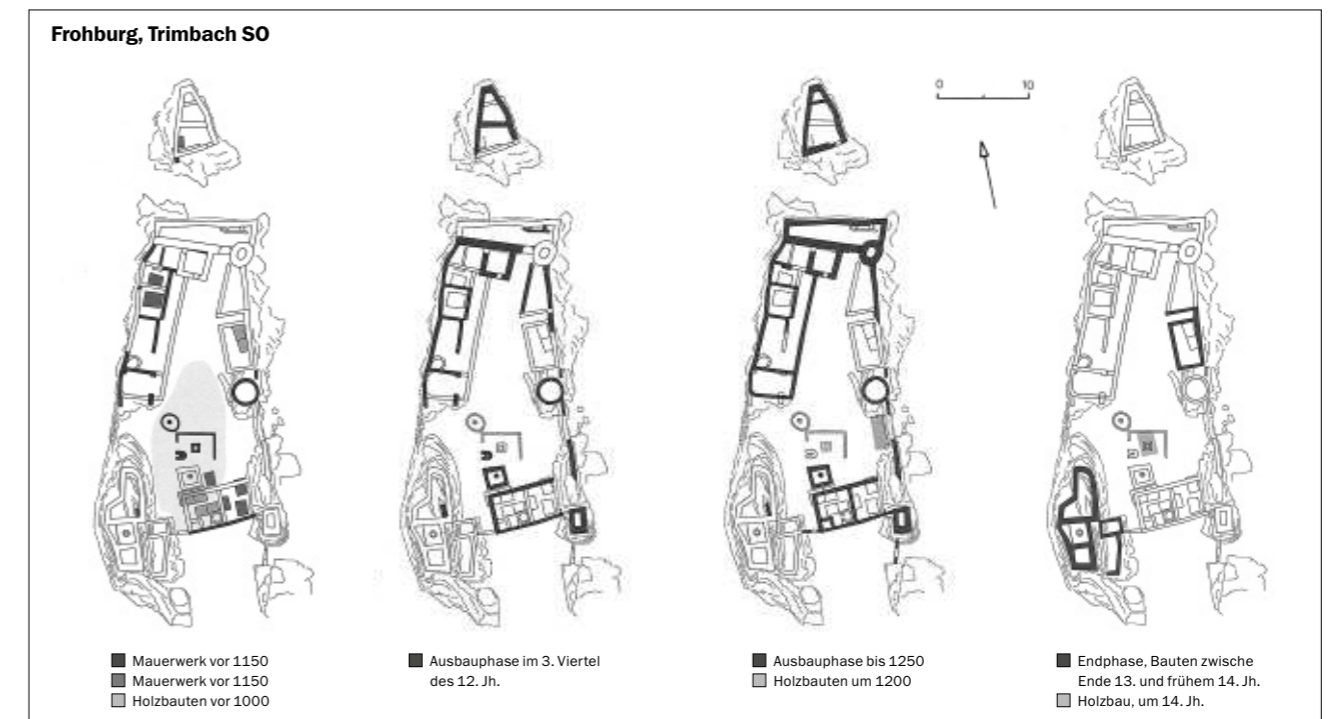 Frohburg, Trimbach SO
0 10
Mauerwerk vor 1150
Mauerwerk vor 1150
Holzbauten vor 1000
Ausbauphase im 3. Viertel
des 12. Jh.
Ausbauphase bis 1250
Holzbauten um 1200
Endphase, Bauten zwische
Ende 13. und frühem 14. Jh.
Holzbau, um 14. Jh.